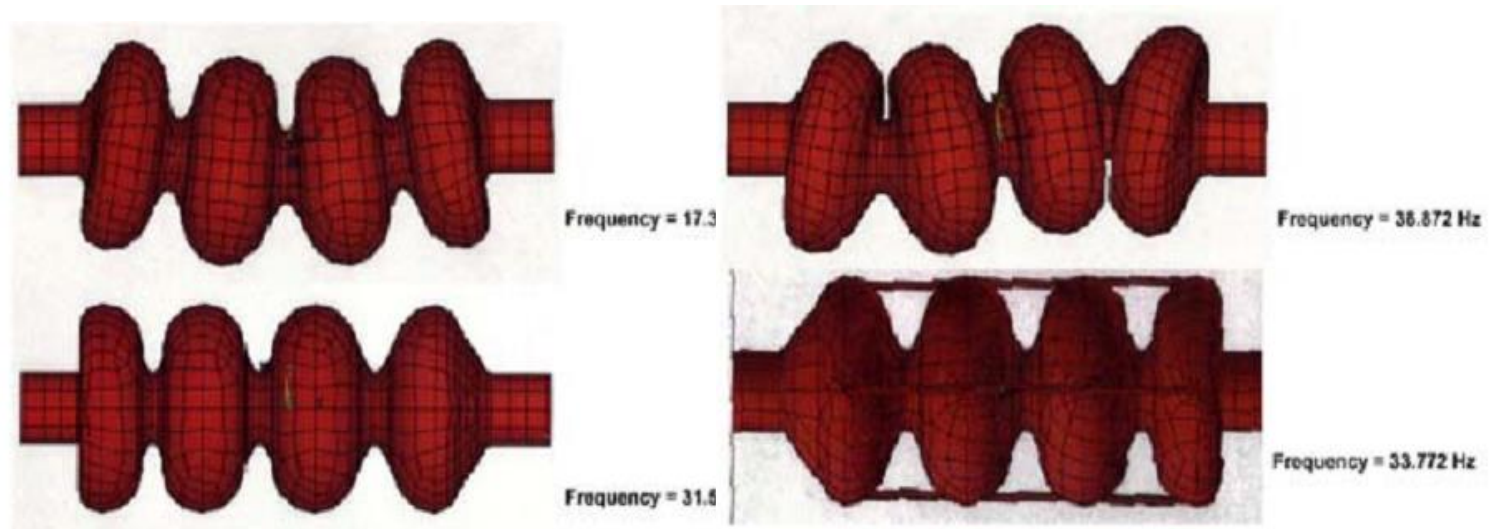 Frequency = 17.3
Frequency = 38.872 Hz
Frequency = 31.5
Frequency = 33.772 Hz